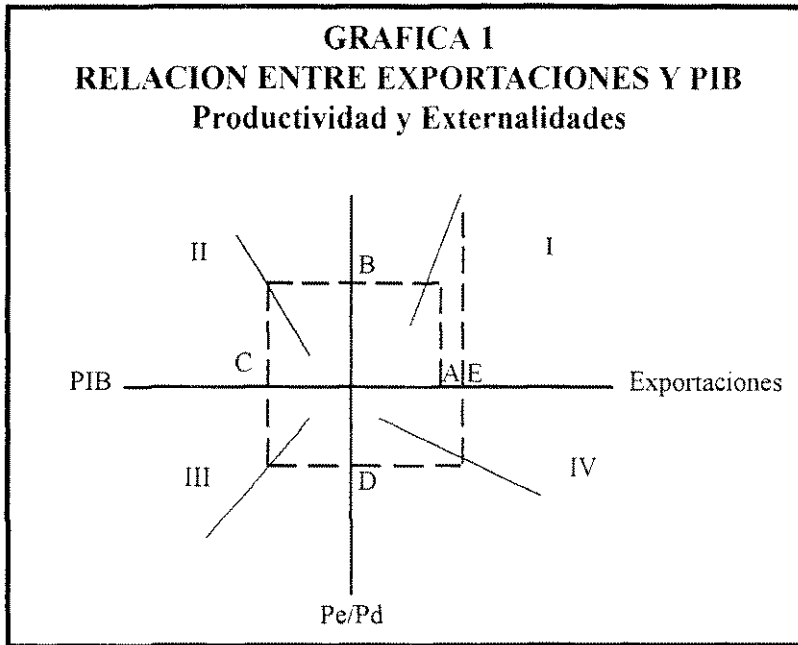 GRAFICA 1
RELACION ENTRE EXPORTACIONES Y PIB
Productividad y Externalidades
II
B
I
C
A
E
PIB
Exportaciones
III
D
IV
Pe/Pd